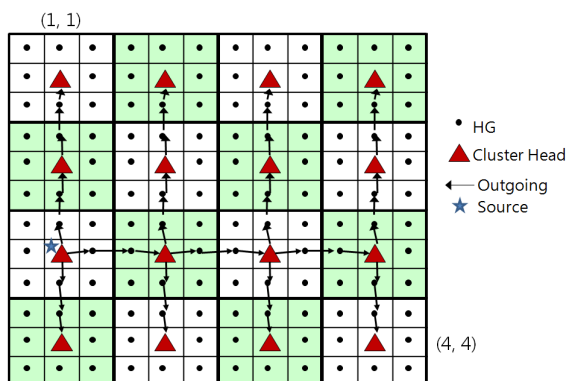 (1, 1)
HG
Cluster Head
Outgoing
Source
(4, 4)